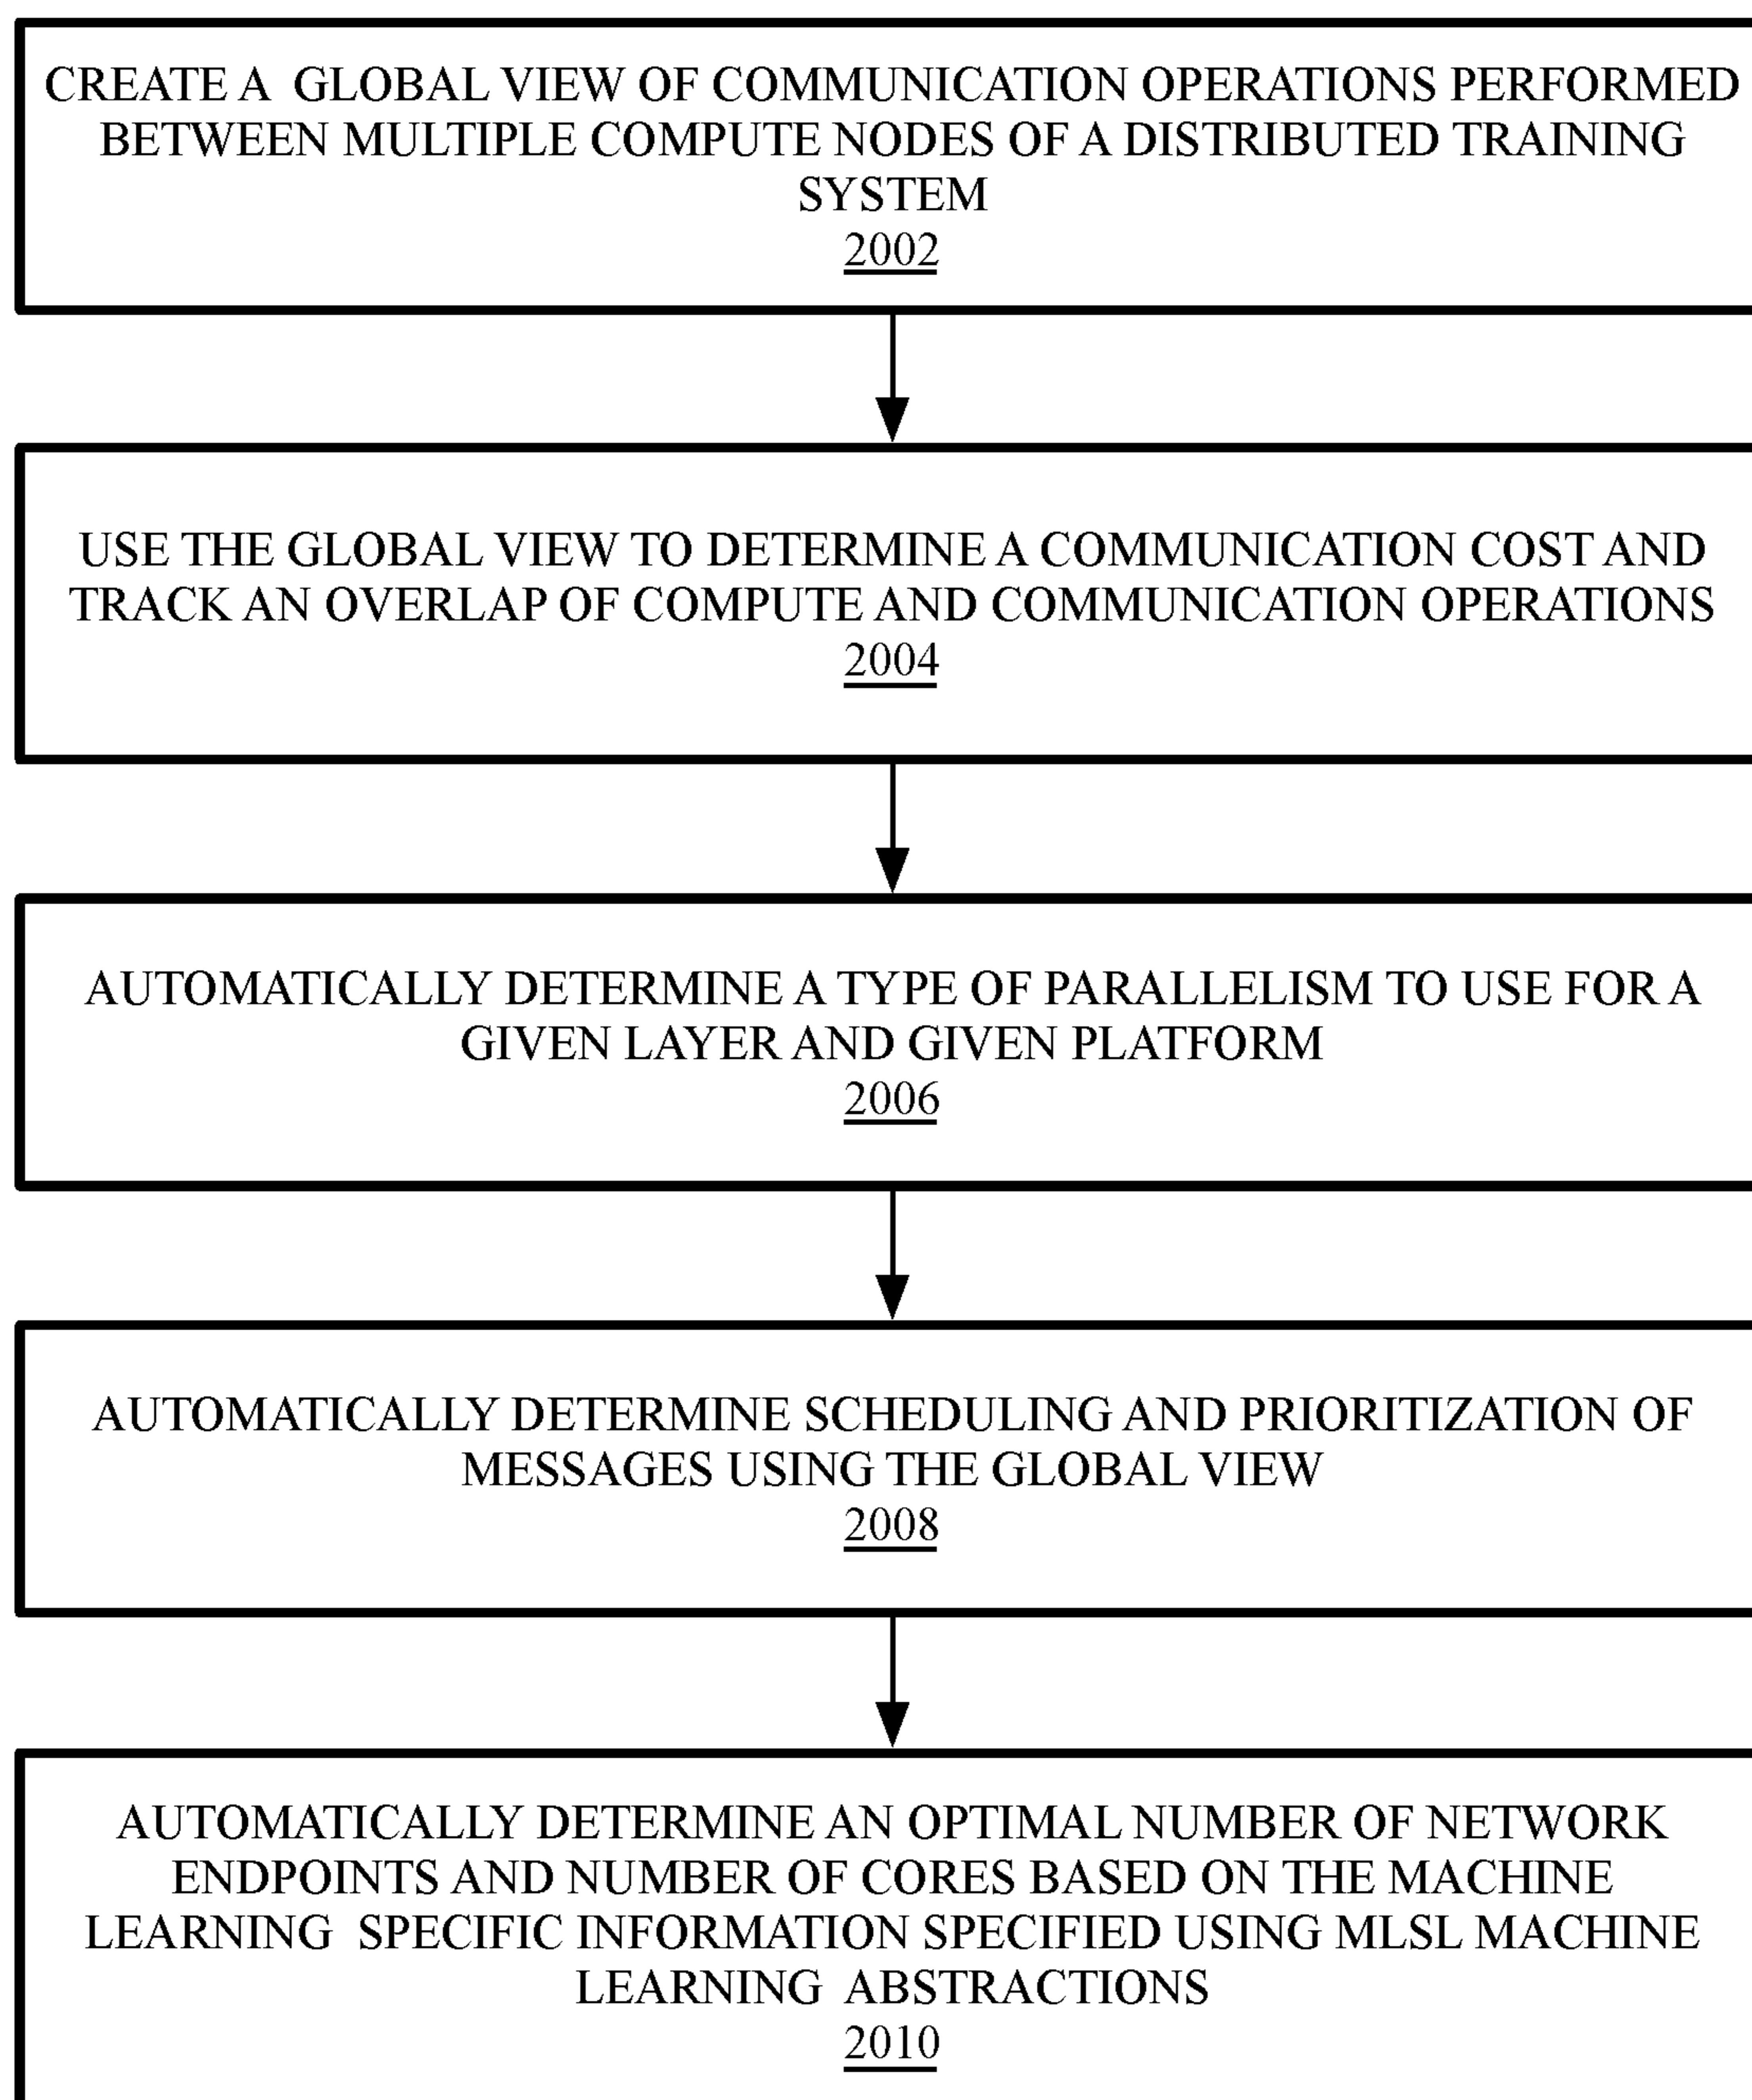 CREATE A GLOBAL VIEW OF COMMUNICATION OPERATIONS PERFORMED
BETWEEN MULTIPLE COMPUTE NODES OF A DISTRIBUTED TRAINING
SYSTEM
2002
USE THE GLOBAL VIEW TO DETERMINE A COMMUNICATION COST AND
TRACK AN OVERLAP OF COMPUTE AND COMMUNICATION OPERATIONS
2004
AUTOMATICALLY DETERMINE A TYPE OF PARALLELISM TO USE FOR A
GIVEN LAYER AND GIVEN PLATFORM
2006
AUTOMATICALLY DETERMINE SCHEDULING AND PRIORITIZATION OF
MESSAGES USING THE GLOBAL VIEW
2008
AUTOMATICALLY DETERMINE AN OPTIMAL NUMBER OF NETWORK
ENDPOINTS AND NUMBER OF CORES BASED ON THE MACHINE
LEARNING SPECIFIC INFORMATION SPECIFIED USING MLSL MACHINE
LEARNING ABSTRACTIONS
2010